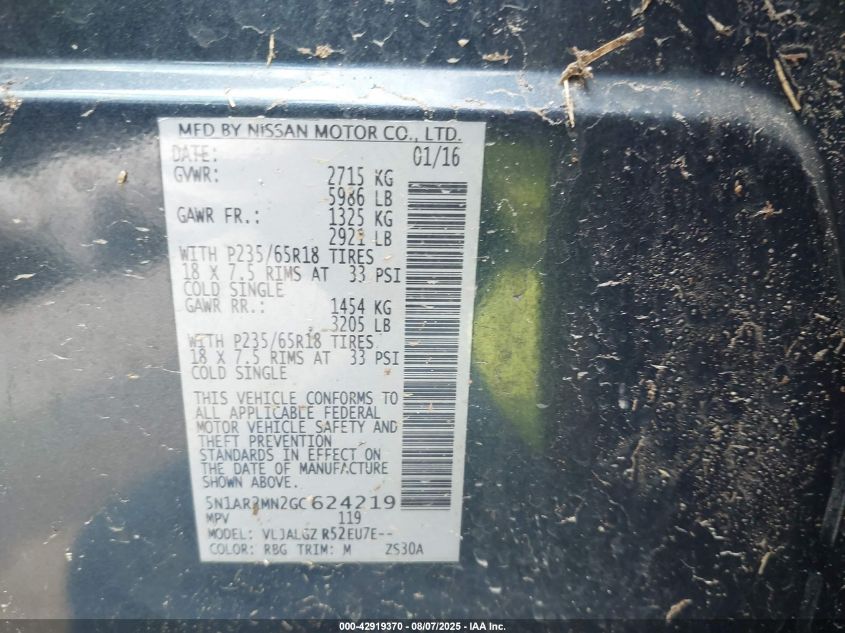 MFD BY NISSAN MOTOR CO., LTD.
DATE: 01/16
GVWR: 2715 KG
5986 LB
GAWR FR.: 1325 KG
2921 LB
WITH P235/65R18 TIRES
18 X 7.5 RIMS AT 33 PSI
COLD SINGLE
GAWR RR.: 1454 KG
3205 LB
WITH P235/65R18 TIRES
18 X 7.5 RIMS AT 33 PSI
COLD SINGLE
THIS VEHICLE CONFORMS TO
ALL APPLICABLE FEDERAL
MOTOR VEHICLE SAFETY AND
THEFT PREVENTION
STANDARDS IN EFFECT ON
THE DATE OF MANUFACTURE
SHOWN ABOVE.
5N1AR2MN2GC624219
MPV 119
MODEL: VLJALGZ R52EU7E--
COLOR: RBG TRIM: M ZS30A
000-42919370 - 08/07/2025 - IAA Inc.